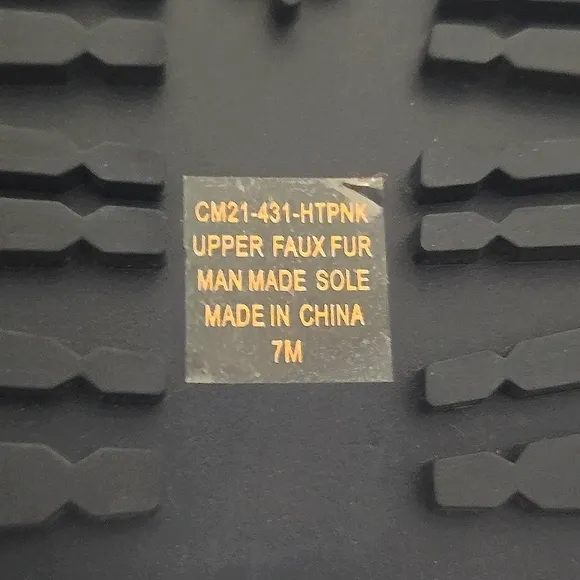 CM21-431-HTPNK
UPPER FAUX FUR
MAN MADE SOLE
MADE IN CHINA
7M